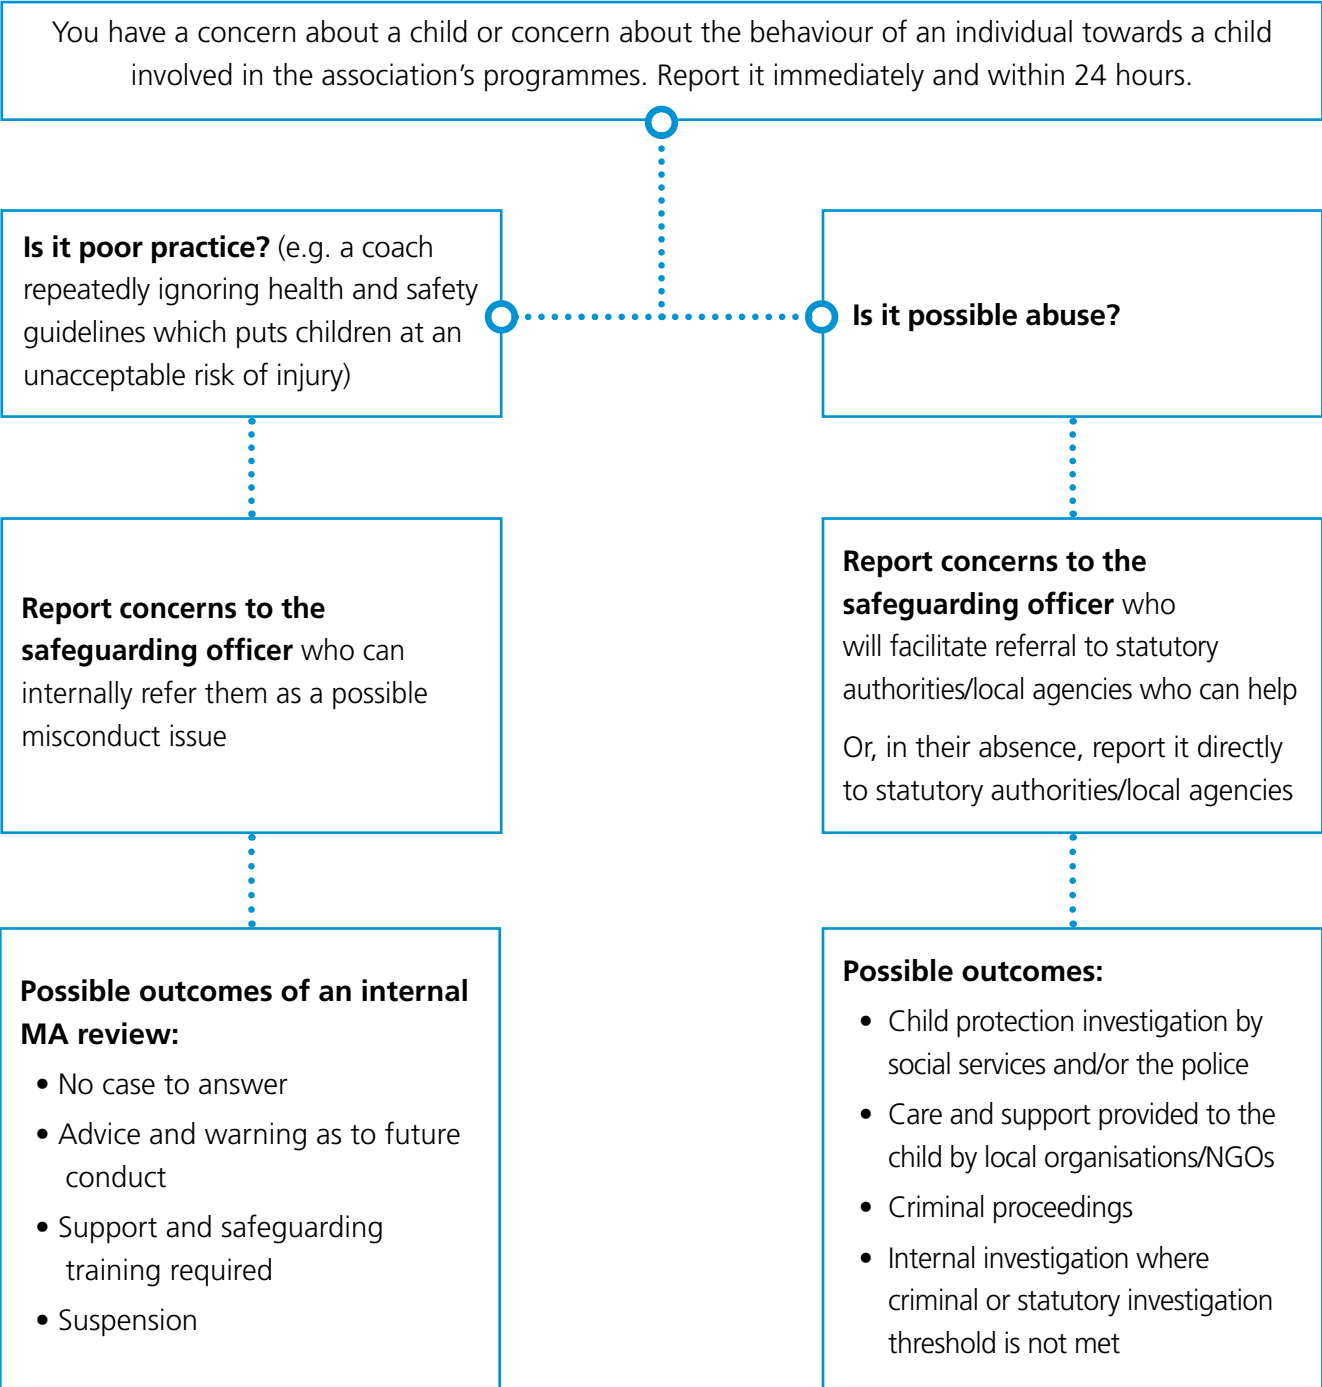 You have a concern about a child or concern about the behaviour of an individual towards a child
involved in the association’s programmes. Report it immediately and within 24 hours.
Is it poor practice? (e.g. a coach
repeatedly ignoring health and safety
guidelines which puts children at an
unacceptable risk of injury)
Is it possible abuse?
Report concerns to the
safeguarding officer who can
internally refer them as a possible
misconduct issue
Report concerns to the
safeguarding officer who
will facilitate referral to statutory
authorities/local agencies who can help
Or, in their absence, report it directly
to statutory authorities/local agencies
Possible outcomes of an internal
MA review:
• No case to answer
• Advice and warning as to future
conduct
• Support and safeguarding
training required
• Suspension
Possible outcomes:
• Child protection investigation by
social services and/or the police
• Care and support provided to the
child by local organisations/NGOs
• Criminal proceedings
• Internal investigation where
criminal or statutory investigation
threshold is not met